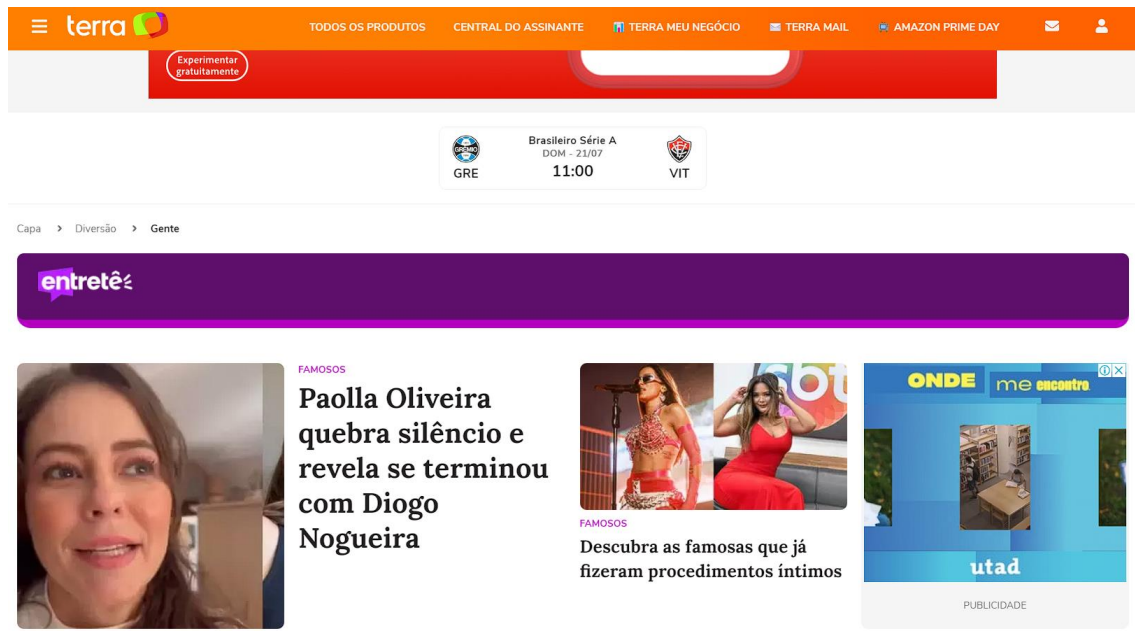 terra
TODOS OS PRODUTOS
CENTRAL DO ASSINANTE
TERRA MEU NEGÓCIO
TERRA MAIL
AMAZON PRIME DAY
Experimentar
gratuitamente
Brasileiro Série A
DOM - 21/07
11:00
GRÊMIO
GRE
VIT
Capa > Diversão > Gente
entretê
FAMOSOS
Paolla Oliveira
quebra silêncio e
revela se terminou
com Diogo
Nogueira
sbt
FAMOSOS
Descubra as famosas que já
fizeram procedimentos íntimos
ONDE me encontro.
utad
PUBLICIDADE